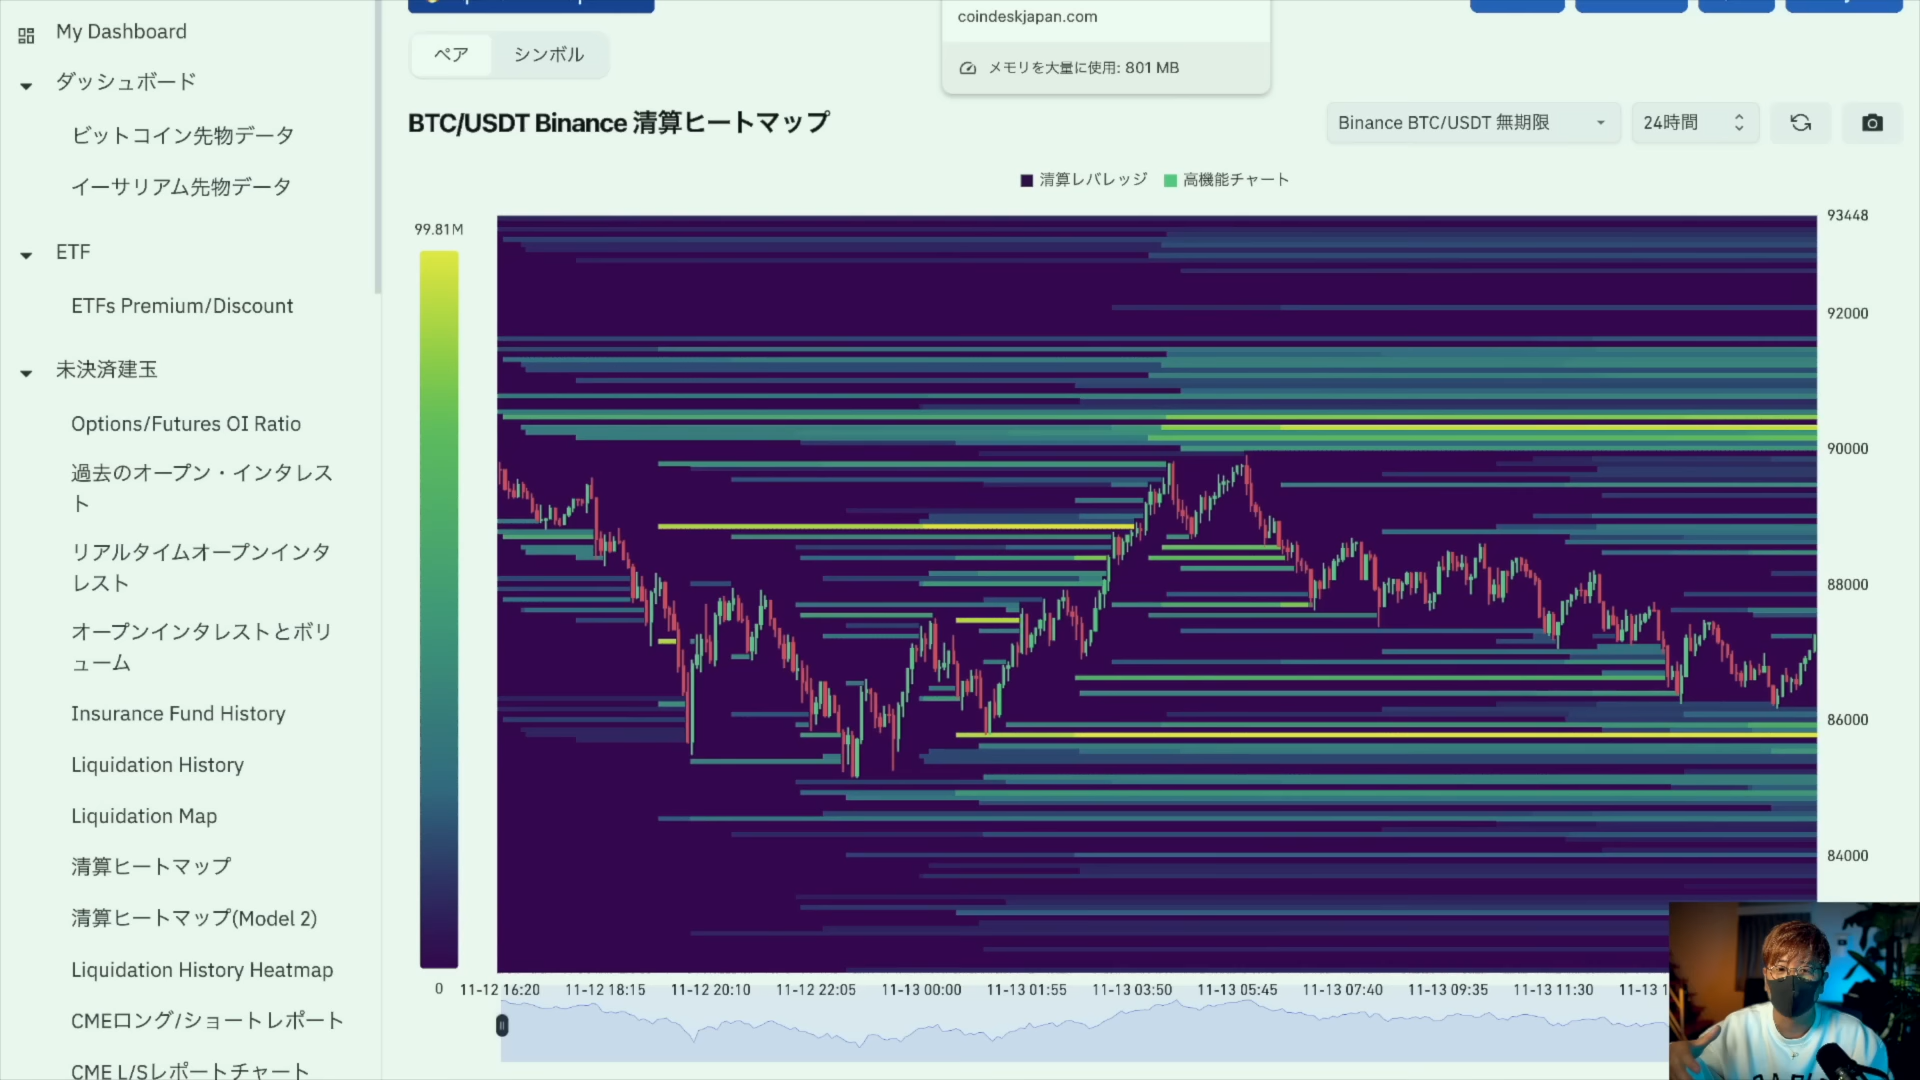 My Dashboard
ダッシュボード
ビットコイン先物データ
イーサリアム先物データ
ETF
ETFs Premium/Discount
未決済建玉
Options/Futures OI Ratio
過去のオープン・インタレス
ト
リアルタイムオープンインタ
レスト
オープンインタレストとボリ
ューム
Insurance Fund History
Liquidation History
Liquidation Map
清算ヒートマップ
清算ヒートマップ(Model 2)
Liquidation History Heatmap
CMEロング/ショートレポート
CME L/Sレポートチャート
coindeskjapan.com
メモリを大量に使用: 801 MB
ペア
シンボル
BTC/USDT Binance 清算ヒートマップ
Binance BTC/USDT 無期限
24時間
清算レバレッジ
高機能チャート
99.81M
0
93448
92000
90000
88000
86000
84000
11-12 16:20
11-12 18:15
11-12 20:10
11-12 22:05
11-13 00:00
11-13 01:55
11-13 03:50
11-13 05:45
11-13 07:40
11-13 09:35
11-13 11:30
11-13 1